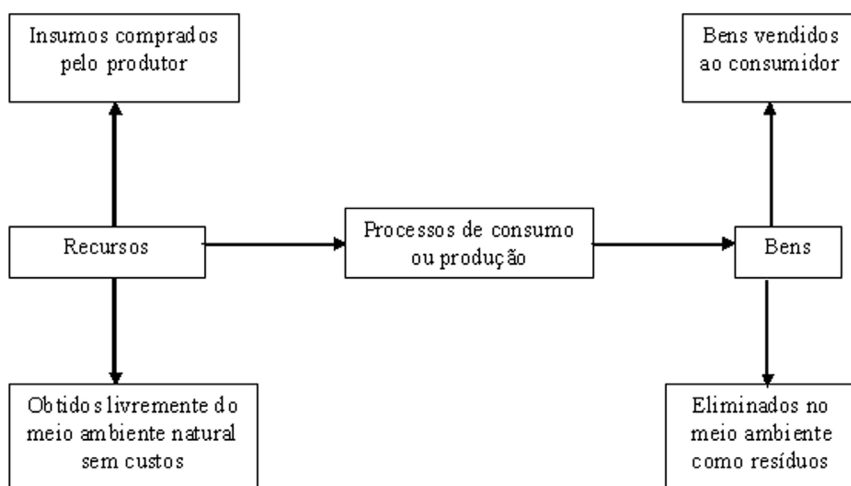 Insumos comprados
pelo produtor
Bens vendidos
ao consumidor
Recursos
Processos de consumo
ou produção
Bens
Obtidos livremente do
meio ambiente natural
sem custos
Eliminados no
meio ambiente
como resíduos